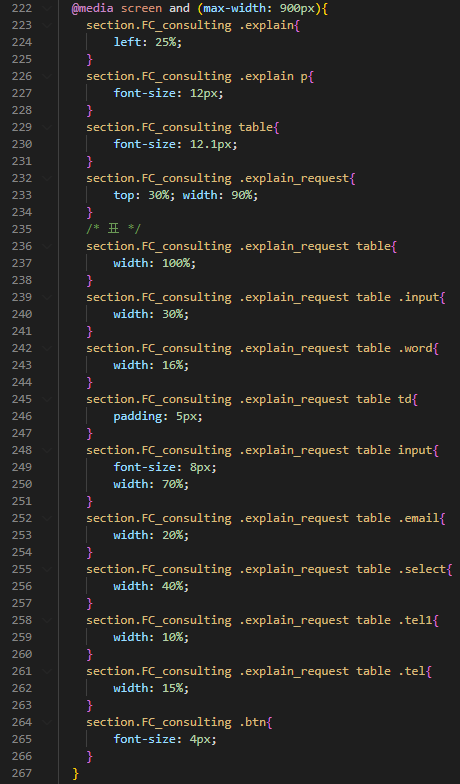 222 @media screen and (max-width: 900px){
223 section.FC_consulting .explain{
224 left: 25%;
225 }
226 section.FC_consulting .explain p{
227 font-size: 12px;
228 }
229 section.FC_consulting table{
230 font-size: 12.1px;
231 }
232 section.FC_consulting .explain_request{
233 top: 30%; width: 90%;
234 }
235 /* 표 */
236 section.FC_consulting .explain_request table{
237 width: 100%;
238 }
239 section.FC_consulting .explain_request table .input{
240 width: 30%;
241 }
242 section.FC_consulting .explain_request table .word{
243 width: 16%;
244 }
245 section.FC_consulting .explain_request table td{
246 padding: 5px;
247 }
248 section.FC_consulting .explain_request table input{
249 font-size: 8px;
250 width: 70%;
251 }
252 section.FC_consulting .explain_request table .email{
253 width: 20%;
254 }
255 section.FC_consulting .explain_request table .select{
256 width: 40%;
257 }
258 section.FC_consulting .explain_request table .tel1{
259 width: 10%;
260 }
261 section.FC_consulting .explain_request table .tel{
262 width: 15%;
263 }
264 section.FC_consulting .btn{
265 font-size: 4px;
266 }
267 }